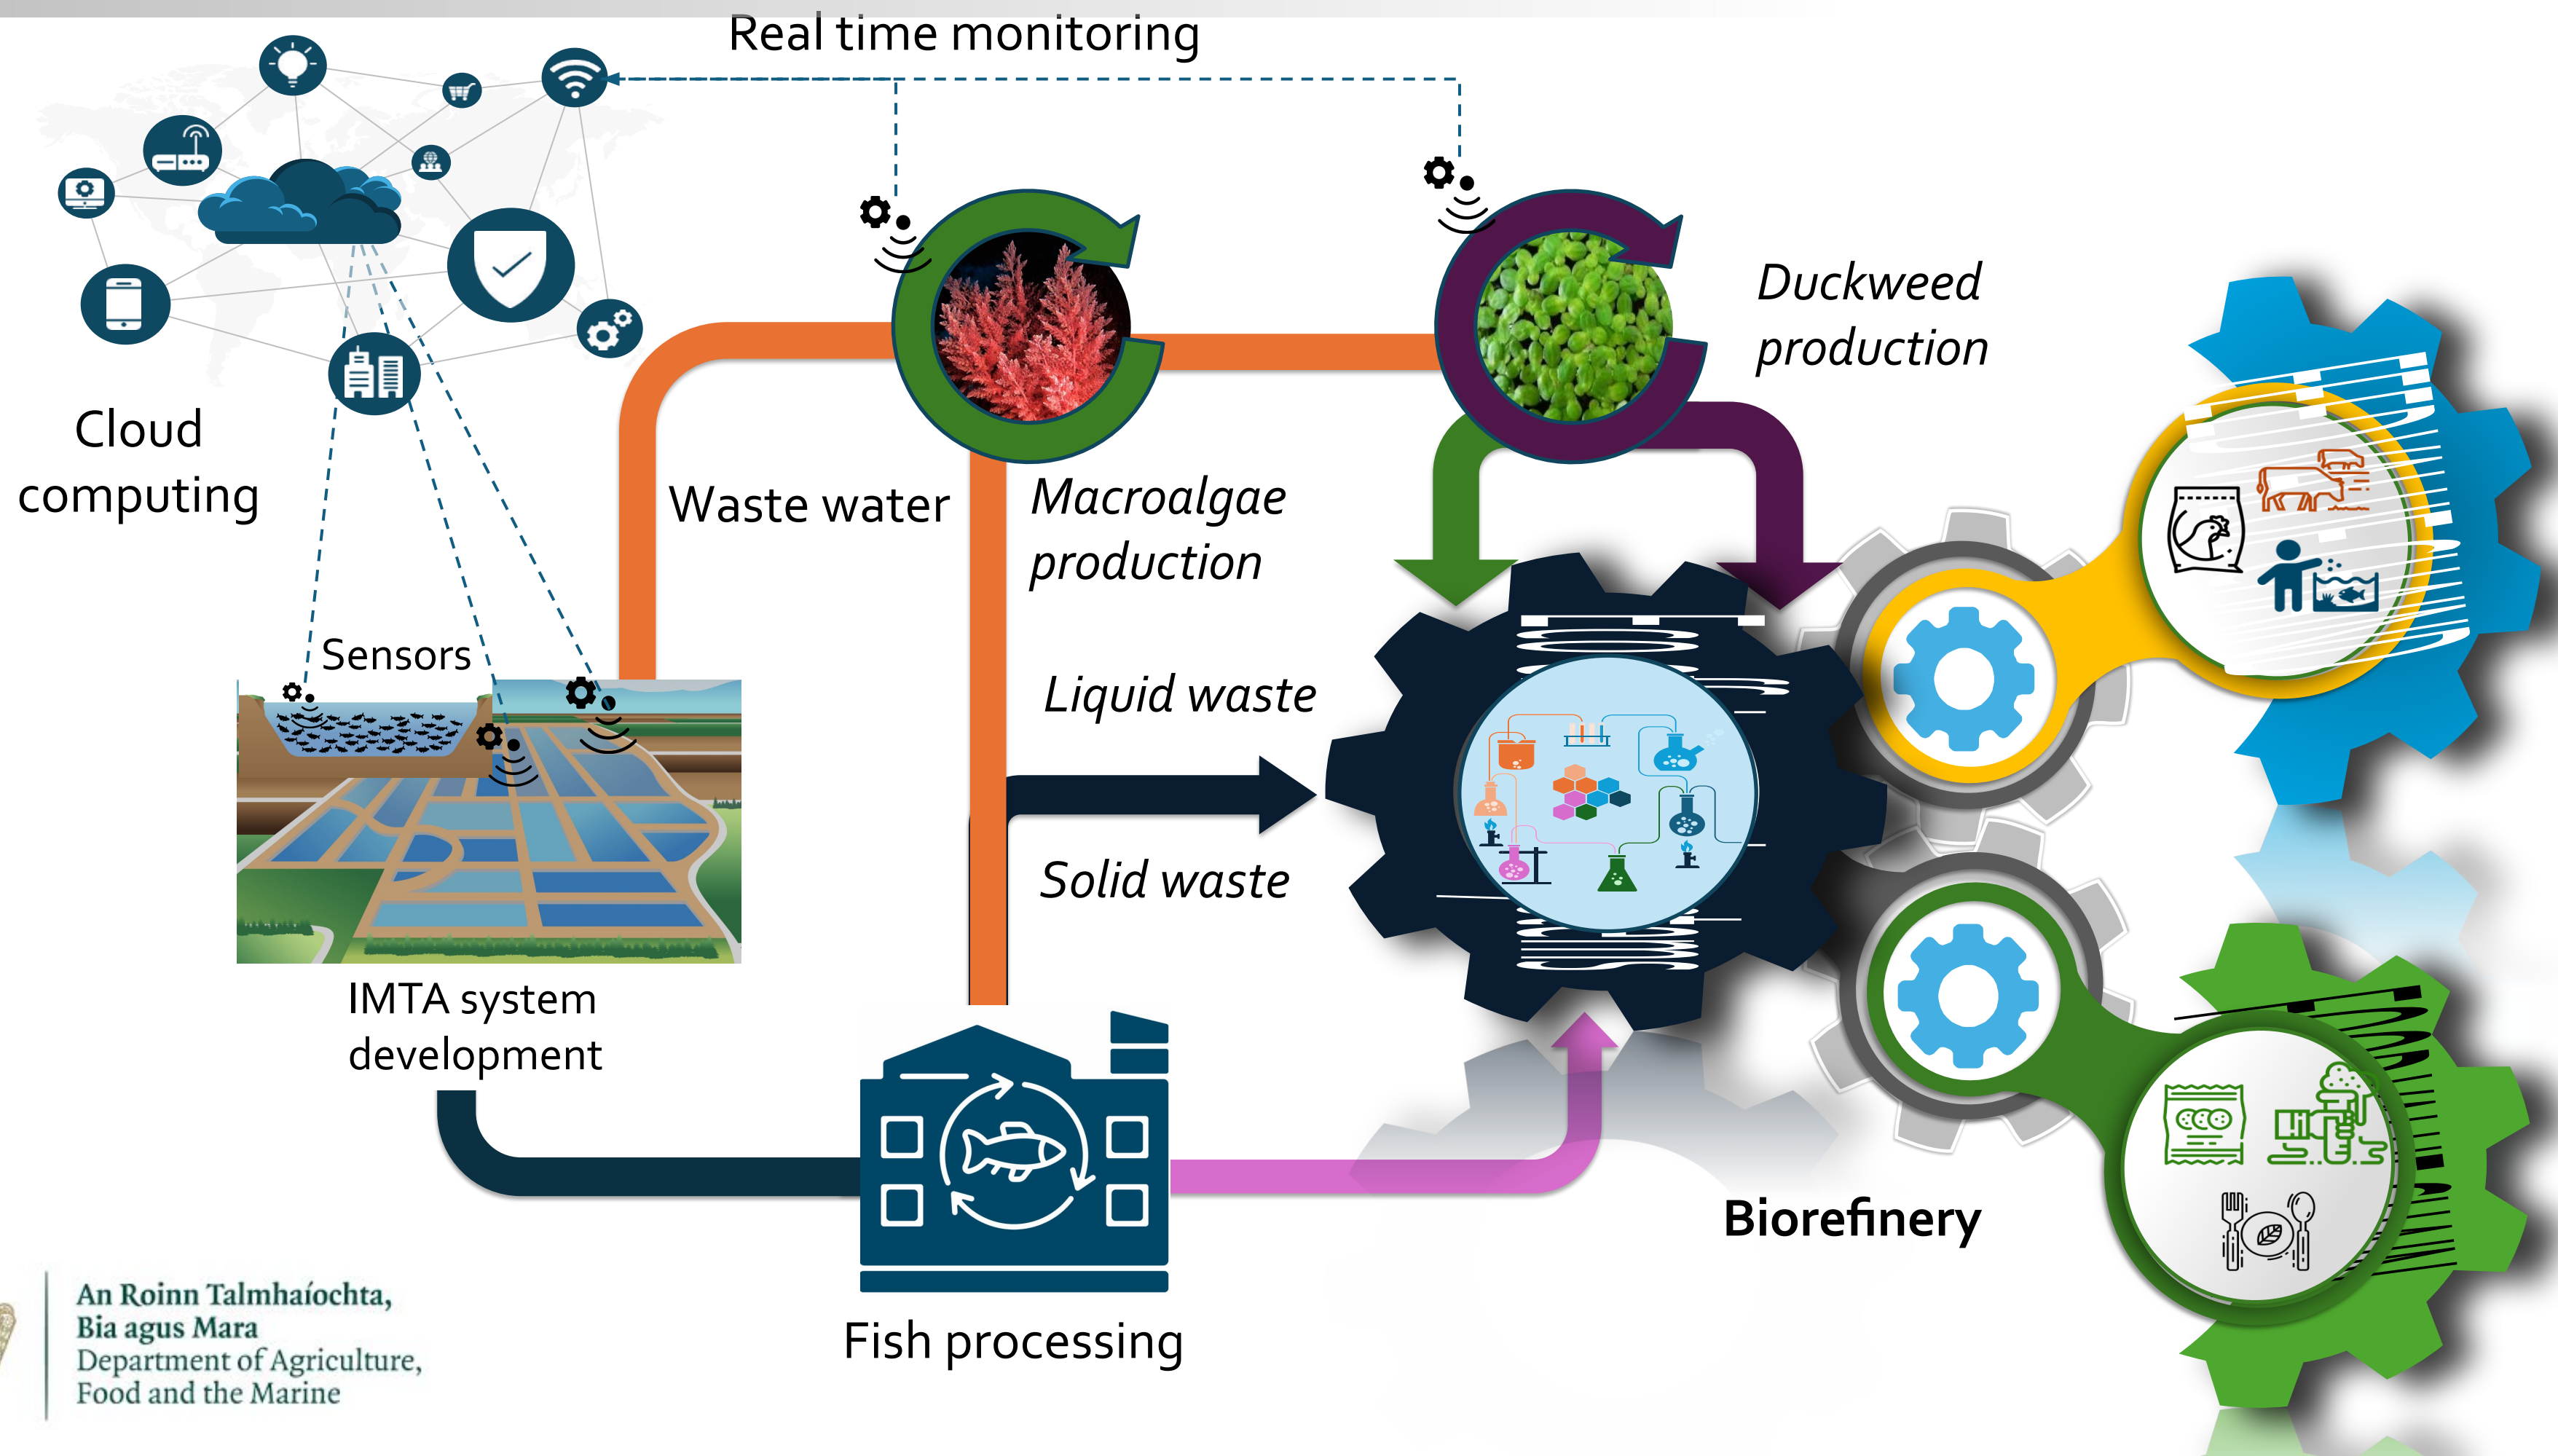 Real time monitoring
Cloud
computing
Duckweed
production
Waste water
Macroalgae
production
Sensors
Liquid waste
Solid waste
IMTA system
development
Biorefinery
Fish processing
An Roinn Talmhaíochta,
Bia agus Mara
Department of Agriculture,
Food and the Marine